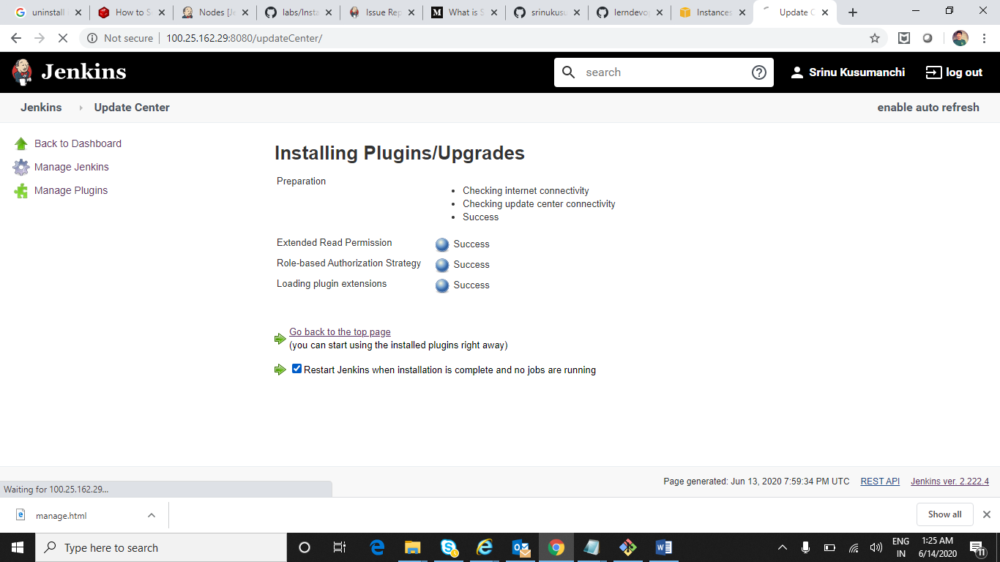 uninstall
How to S
Nodes [Je
labs/Insta
Issue Rep
What is S
srinukusu
lerndevop
Instances
Update C
Not secure
100.25.162.29:8080/updateCenter/
Jenkins
search
Srinu Kusumanchi
log out
Jenkins
Update Center
enable auto refresh
Back to Dashboard
Manage Jenkins
Manage Plugins
Installing Plugins/Upgrades
Preparation
Checking internet connectivity
Checking update center connectivity
Success
Extended Read Permission
Success
Role-based Authorization Strategy
Success
Loading plugin extensions
Success
Go back to the top page
(you can start using the installed plugins right away)
Restart Jenkins when installation is complete and no jobs are running
Waiting for 100.25.162.29...
Page generated: Jun 13, 2020 7:59:34 PM UTC
REST API
Jenkins ver. 2.222.4
manage.html
Show all
Type here to search
ENG
IN
1:25 AM
6/14/2020
11